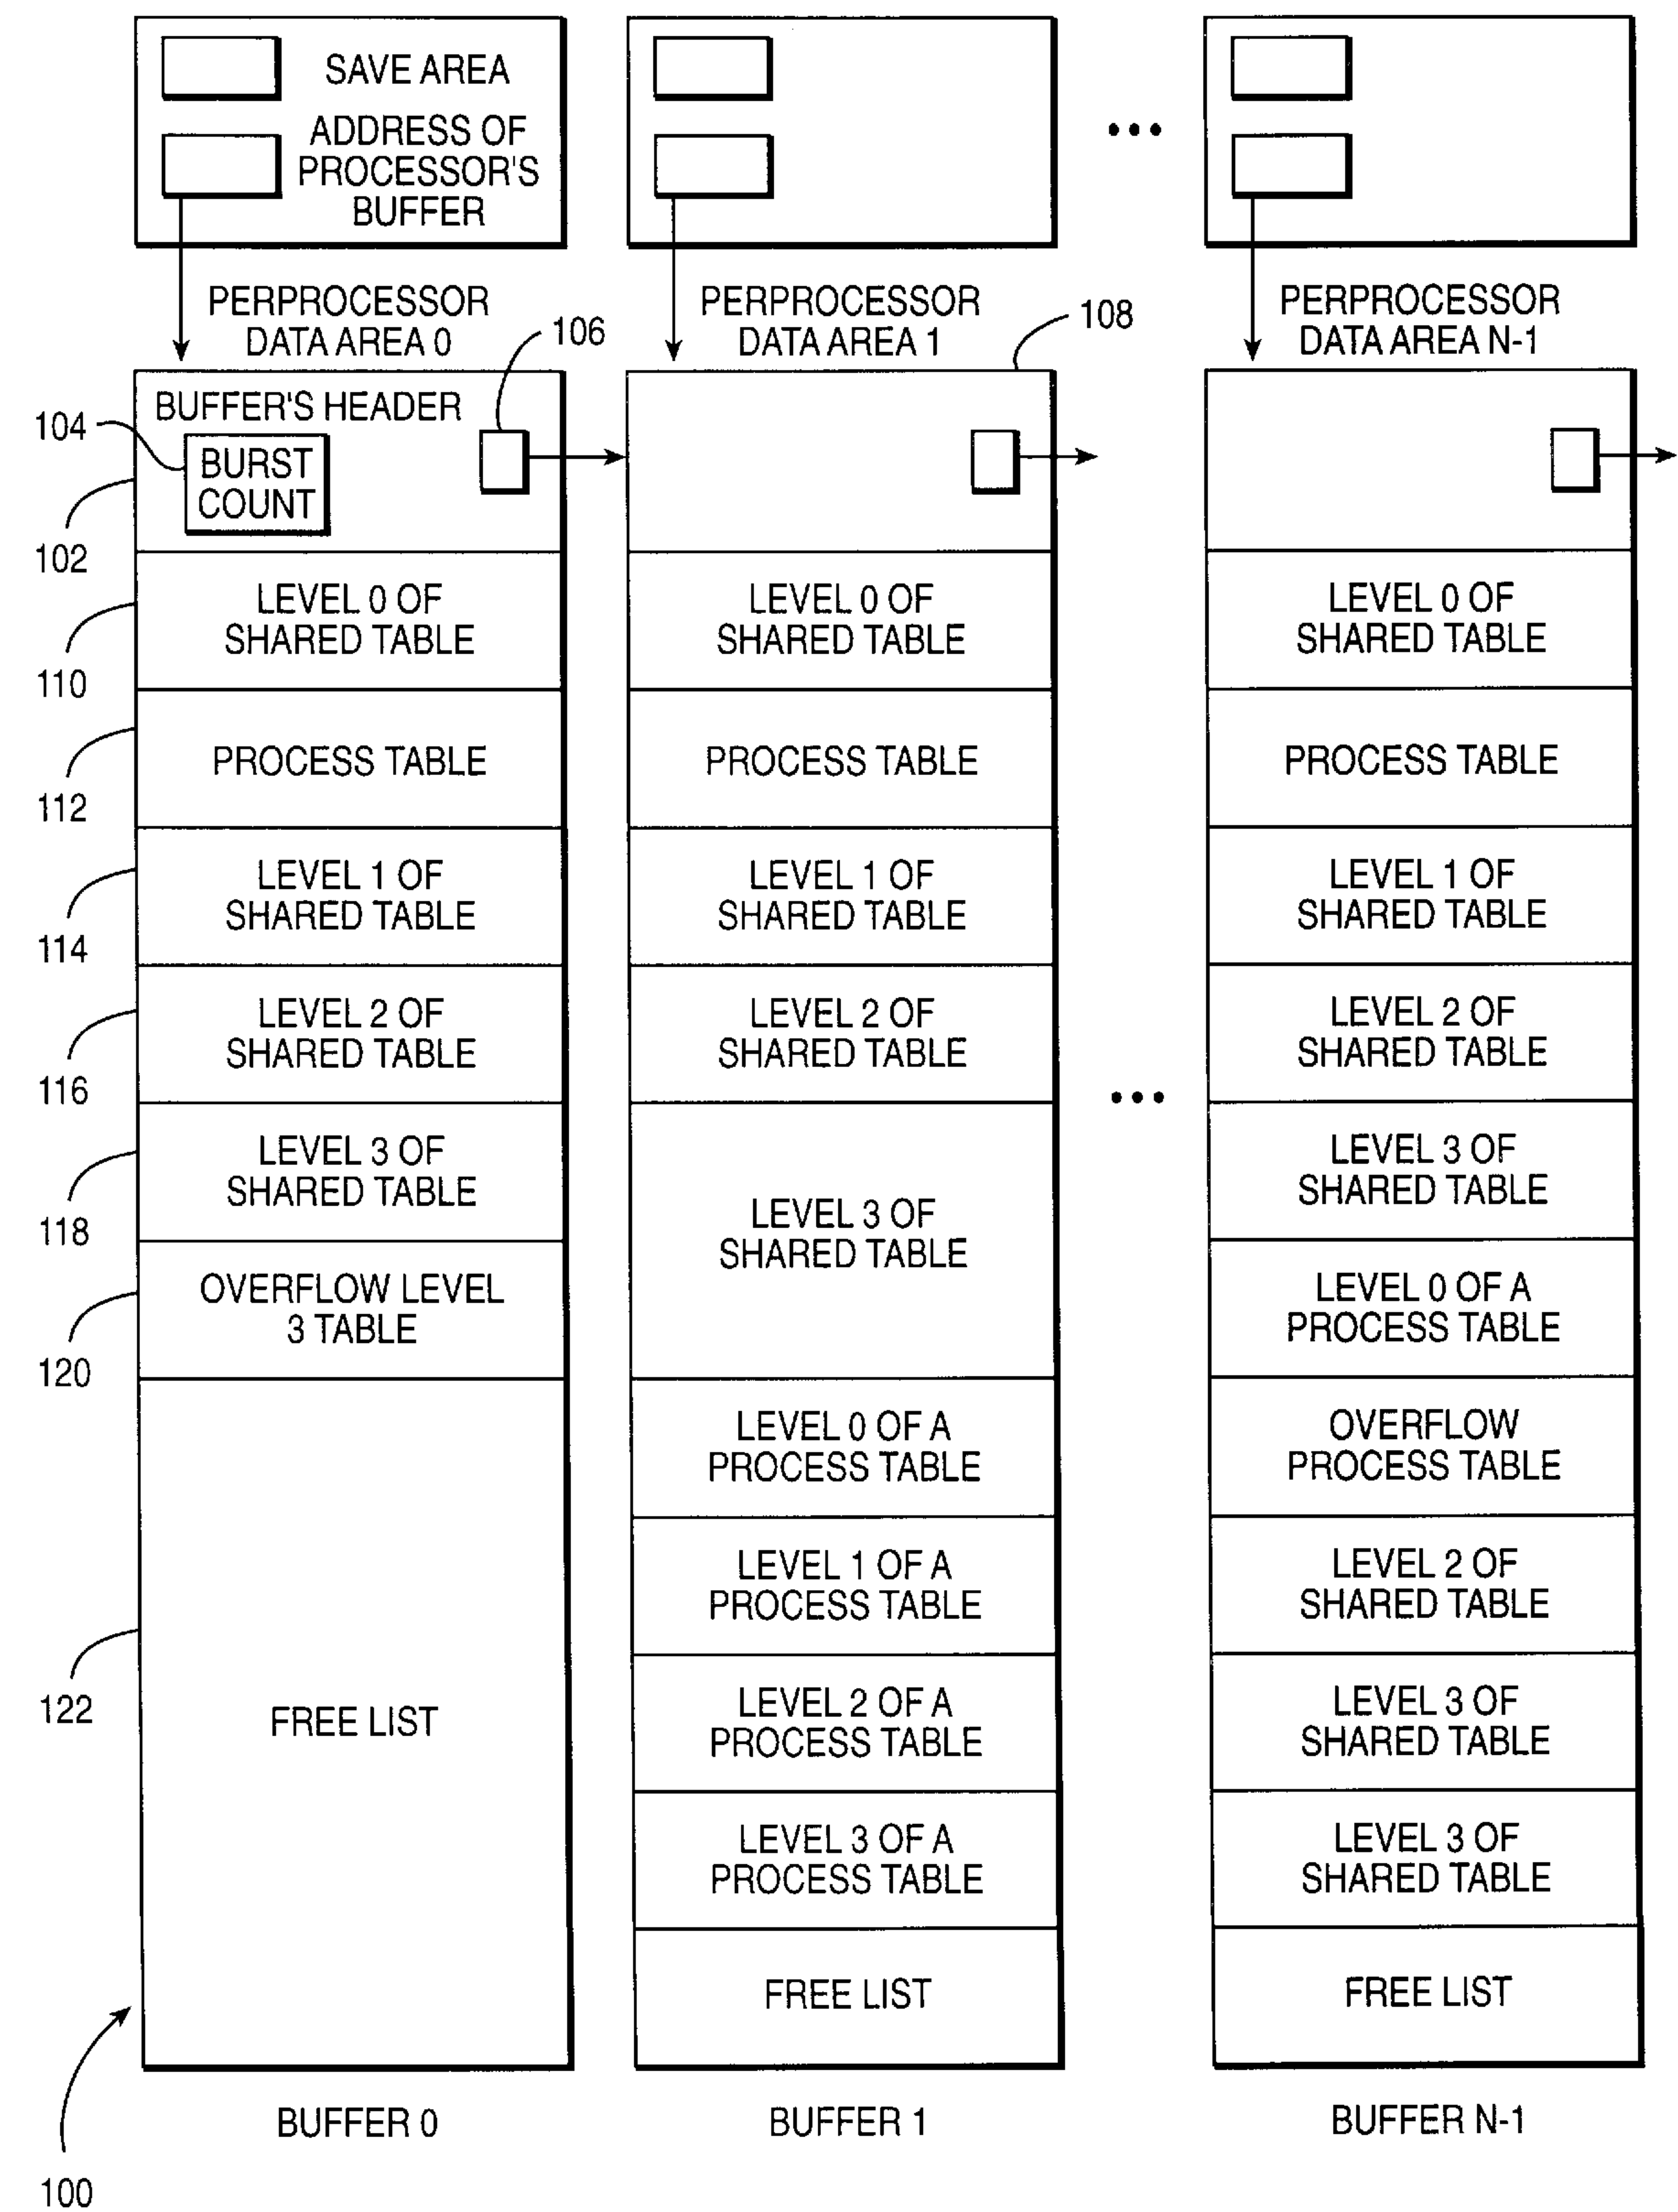 SAVE AREA
ADDRESS OF
PROCESSOR'S
BUFFER
•••
PERPROCESSOR
DATA AREA 0
PERPROCESSOR
DATA AREA 1
PERPROCESSOR
DATA AREA N-1
106
108
BUFFER'S HEADER
104
BURST
COUNT
102
LEVEL 0 OF
SHARED TABLE
110
PROCESS TABLE
112
LEVEL 1 OF
SHARED TABLE
114
LEVEL 2 OF
SHARED TABLE
116
LEVEL 3 OF
SHARED TABLE
118
OVERFLOW LEVEL
3 TABLE
120
FREE LIST
122
BUFFER 0
100
LEVEL 0 OF
SHARED TABLE
PROCESS TABLE
LEVEL 1 OF
SHARED TABLE
LEVEL 2 OF
SHARED TABLE
LEVEL 3 OF
SHARED TABLE
LEVEL 0 OF A
PROCESS TABLE
LEVEL 1 OF A
PROCESS TABLE
LEVEL 2 OF A
PROCESS TABLE
LEVEL 3 OF A
PROCESS TABLE
FREE LIST
BUFFER 1
•••
LEVEL 0 OF
SHARED TABLE
PROCESS TABLE
LEVEL 1 OF
SHARED TABLE
LEVEL 2 OF
SHARED TABLE
LEVEL 3 OF
SHARED TABLE
LEVEL 0 OF A
PROCESS TABLE
OVERFLOW
PROCESS TABLE
LEVEL 2 OF
SHARED TABLE
LEVEL 3 OF
SHARED TABLE
LEVEL 3 OF
SHARED TABLE
FREE LIST
BUFFER N-1